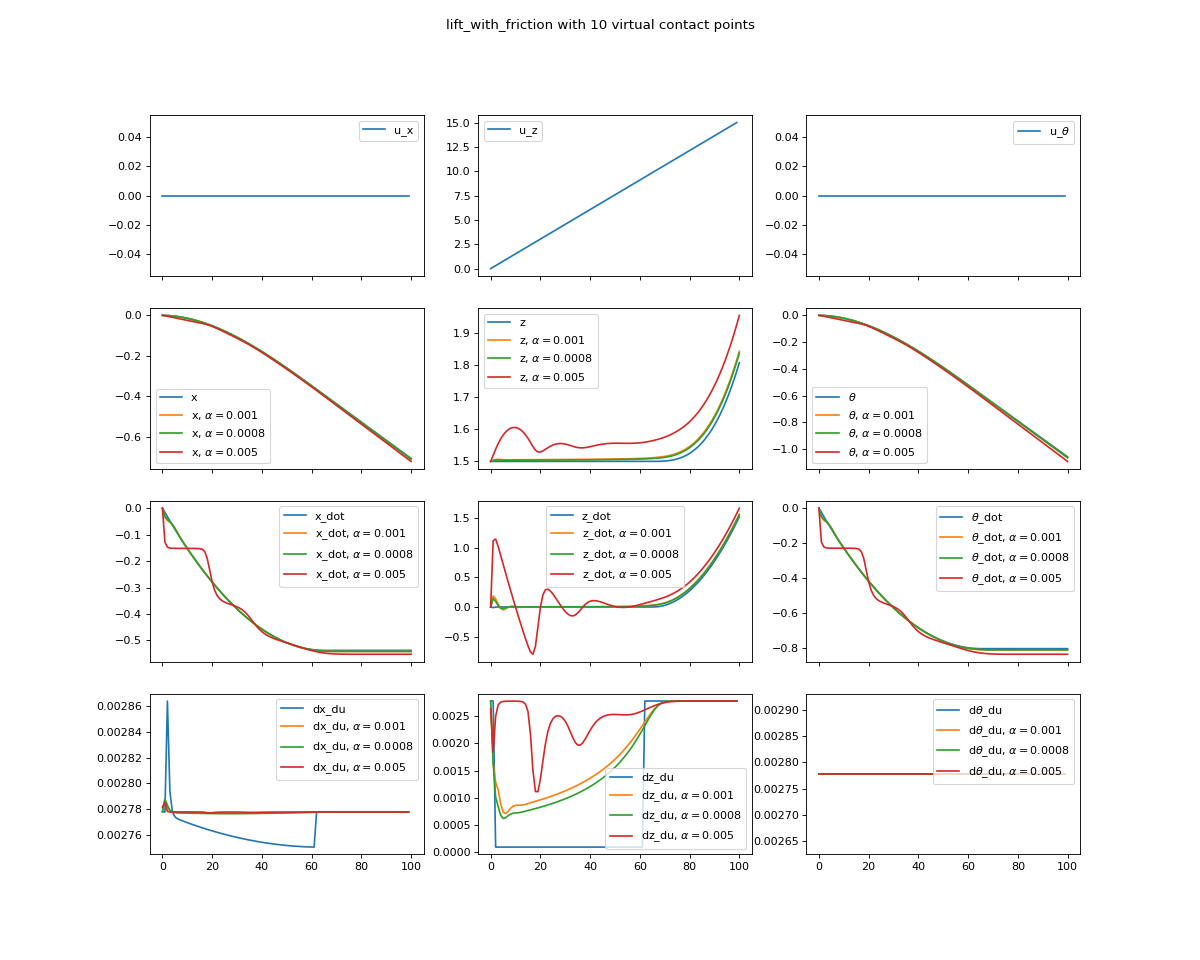 lift_with_friction with 10 virtual contact points
0.04
0.02
0.00
−0.02
−0.04
u_x
15.0
12.5
10.0
7.5
5.0
2.5
0.0
u_z
0.04
0.02
0.00
−0.02
−0.04
u_θ
0.0
−0.2
−0.4
−0.6
x
x, α = 0.001
x, α = 0.0008
x, α = 0.005
1.9
1.8
1.7
1.6
1.5
z
z, α = 0.001
z, α = 0.0008
z, α = 0.005
0.0
−0.2
−0.4
−0.6
−0.8
−1.0
θ
θ, α = 0.001
θ, α = 0.0008
θ, α = 0.005
0.0
−0.1
−0.2
−0.3
−0.4
−0.5
x_dot
x_dot, α = 0.001
x_dot, α = 0.0008
x_dot, α = 0.005
1.5
1.0
0.5
0.0
−0.5
z_dot
z_dot, α = 0.001
z_dot, α = 0.0008
z_dot, α = 0.005
0.0
−0.2
−0.4
−0.6
−0.8
θ_dot
θ_dot, α = 0.001
θ_dot, α = 0.0008
θ_dot, α = 0.005
0.00286
0.00284
0.00282
0.00280
0.00278
0.00276
dx_du
dx_du, α = 0.001
dx_du, α = 0.0008
dx_du, α = 0.005
0 20 40 60 80 100
0.0025
0.0020
0.0015
0.0010
0.0005
0.0000
dz_du
dz_du, α = 0.001
dz_du, α = 0.0008
dz_du, α = 0.005
0 20 40 60 80 100
0.00290
0.00285
0.00280
0.00275
0.00270
0.00265
dθ_du
dθ_du, α = 0.001
dθ_du, α = 0.0008
dθ_du, α = 0.005
0 20 40 60 80 100